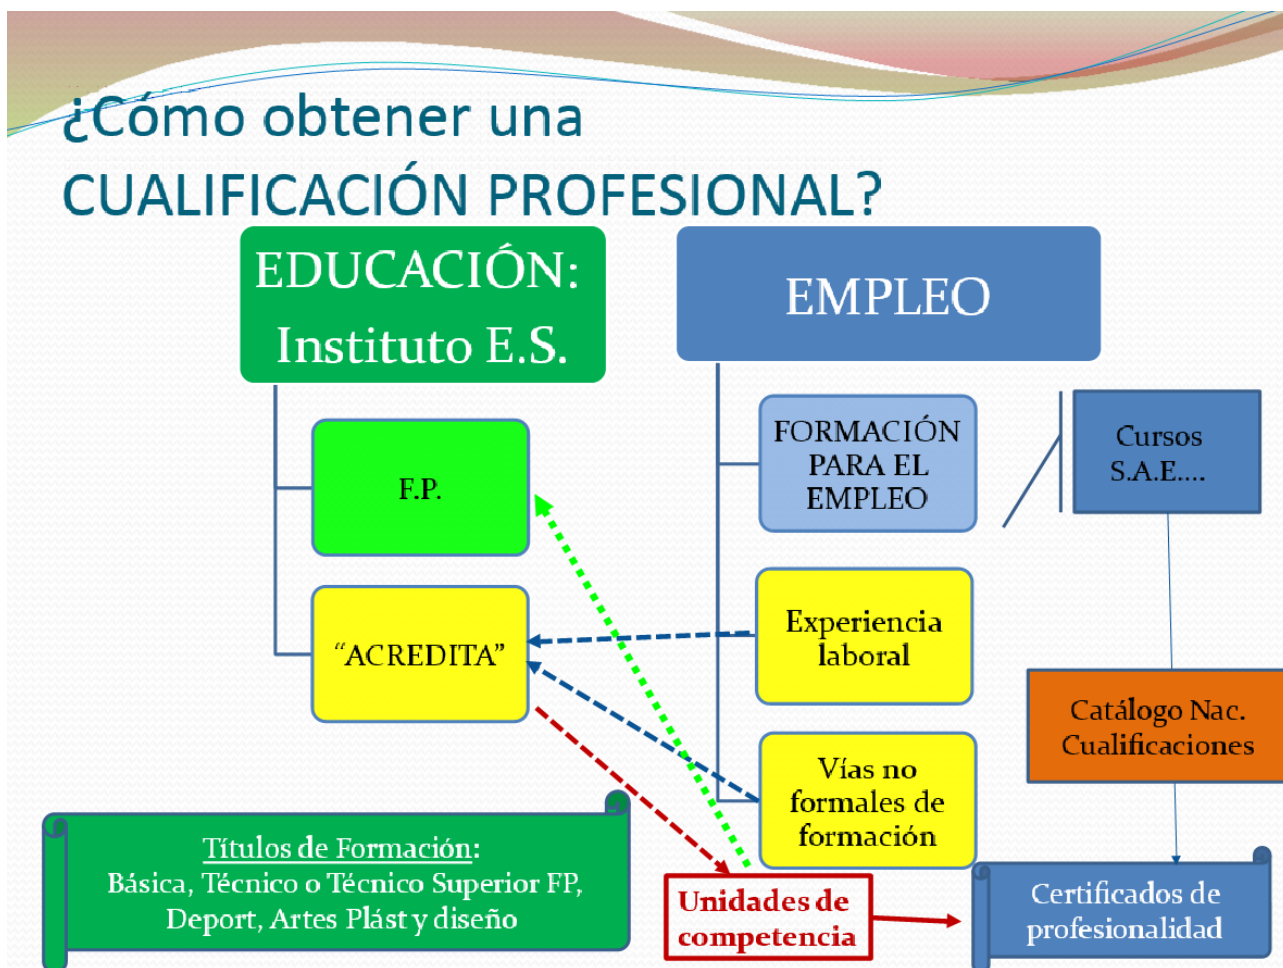 ¿Cómo obtener una
CUALIFICACIÓN PROFESIONAL?
EDUCACIÓN:
Instituto E.S.
EMPLEO
F.P.
"ACREDITA"
FORMACIÓN
PARA EL
EMPLEO
Cursos
S.A.E....
Experiencia
laboral
Catálogo Nac.
Cualificaciones
Vías no
formales de
formación
Títulos de Formación:
Básica, Técnico o Técnico Superior FP,
Deport, Artes Plást y diseño
Unidades de
competencia
Certificados de
profesionalidad